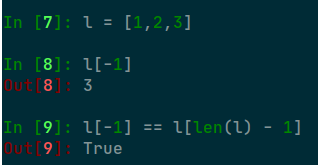 In [7]: l = [1,2,3]
In [8]: l[-1]
Out[8]: 3
In [9]: l[-1] == l[len(l) - 1]
Out[9]: True